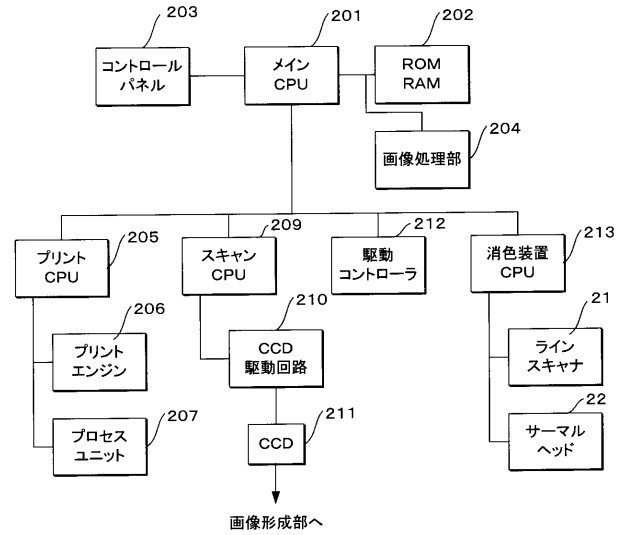 203
201
202
コントロール
パネル
メイン
CPU
ROM
RAM
204
画像処理部
205
209
212
213
プリント
CPU
スキャン
CPU
駆動
コントローラ
消色装置
CPU
206
210
21
プリント
エンジン
CCD
駆動回路
ライン
スキャナ
207
211
22
プロセス
ユニット
CCD
サーマル
ヘッド
画像形成部へ